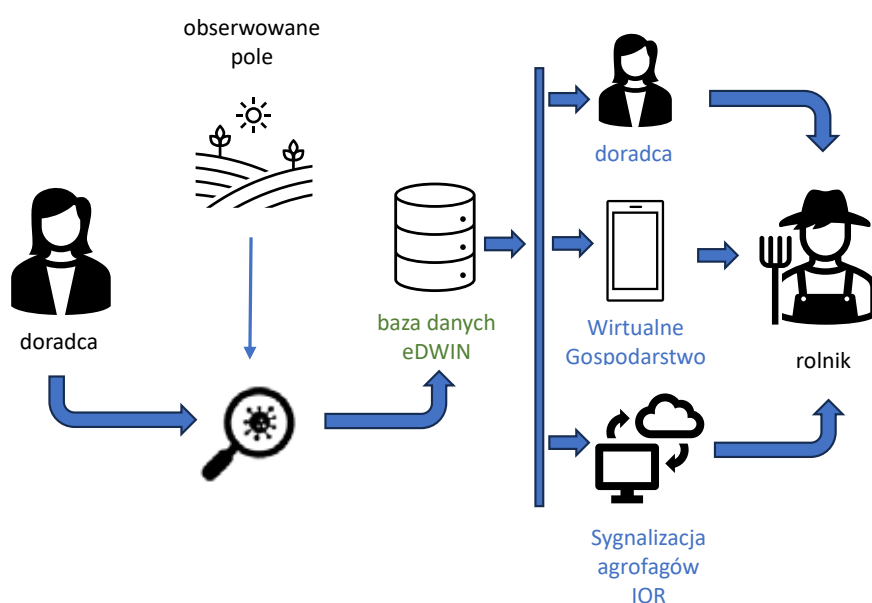 obserwowane
pole
doradca
baza danych
eDWIN
doradca
Wirtualne
Gospodarstwo
rolnik
Sygnalizacja
agrofagów
IOR